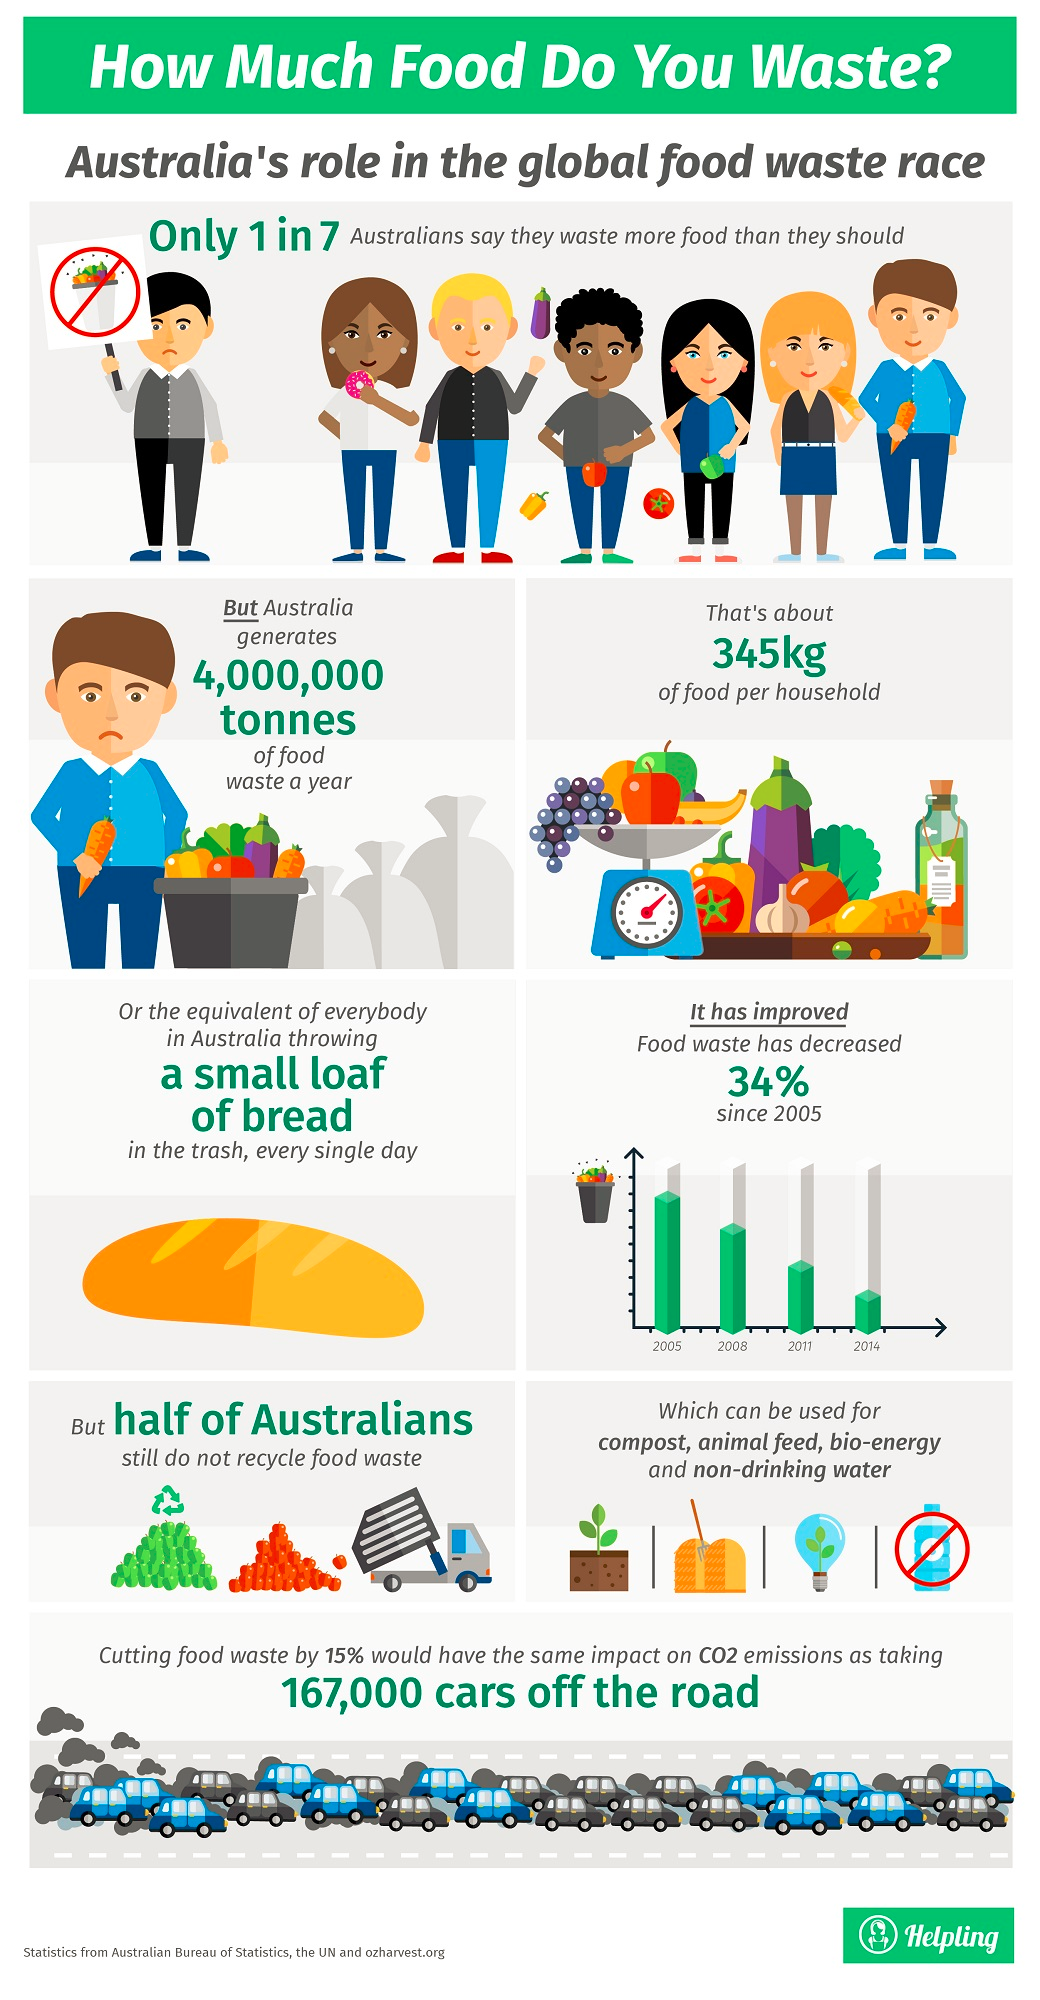 How Much Food Do You Waste?
Australia's role in the global food waste race
Only 1 in 7 Australians say they waste more food than they should
But Australia
generates
4,000,000
tonnes
of food
waste a year
That's about
345kg
of food per household
Or the equivalent of everybody
in Australia throwing
a small loaf
of bread
in the trash, every single day
It has improved
Food waste has decreased
34%
since 2005
2005 2008 2011 2014
But half of Australians
still do not recycle food waste
Which can be used for
compost, animal feed, bio-energy
and non-drinking water
Cutting food waste by 15% would have the same impact on CO2 emissions as taking
167,000 cars off the road
Helpling
Statistics from Australian Bureau of Statistics, the UN and ozharvest.org